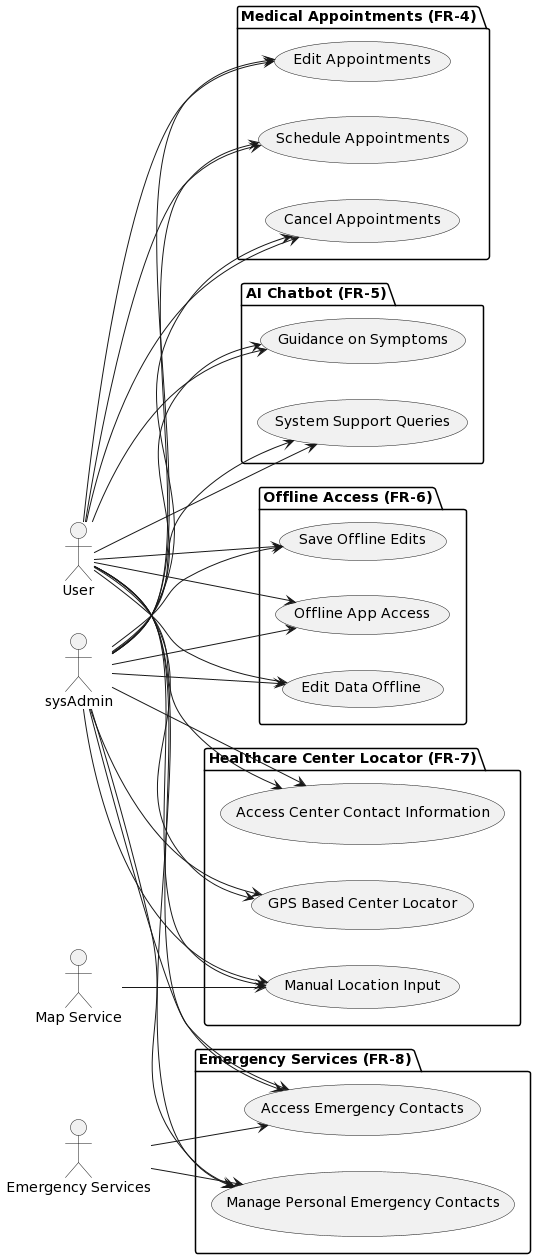 Medical Appointments (FR-4)
Edit Appointments
Schedule Appointments
Cancel Appointments
AI Chatbot (FR-5)
Guidance on Symptoms
System Support Queries
Offline Access (FR-6)
Save Offline Edits
Offline App Access
Edit Data Offline
User
sysAdmin
Healthcare Center Locator (FR-7)
Access Center Contact Information
GPS Based Center Locator
Manual Location Input
Map Service
Emergency Services (FR-8)
Access Emergency Contacts
Manage Personal Emergency Contacts
Emergency Services